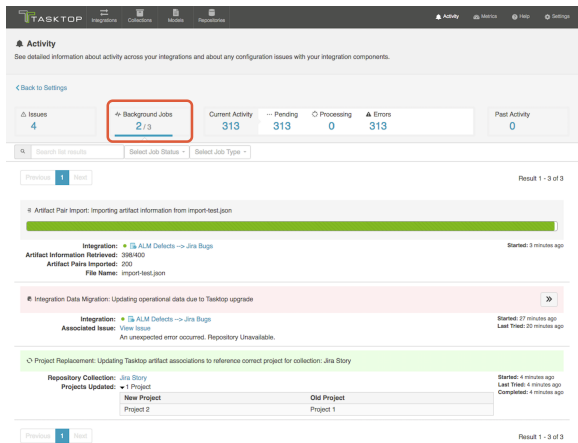 TASKTOP
Integrations Collections Models Repositories Activity Metrics Help Settings
Activity
See detailed information about activity across your integrations and about any configuration issues with your integration components.
Back to Settings
Issues Background Jobs Current Activity Pending Processing Errors Past Activity
4 2 / 3 313 313 0 313 0
Search list results Select Job Status Select Job Type
Previous 1 Next Result 1 - 3 of 3
Artifact Pair Import: Importing artifact information from import-test.json
Integration: ALM Defects --> Jira Bugs Started: 3 minutes ago
Artifact Information Retrieved: 398/400
Artifact Pairs Imported: 200
File Name: import-test.json
Integration Data Migration: Updating operational data due to Tasktop upgrade
Integration: ALM Defects --> Jira Bugs Started: 27 minutes ago
Associated Issue: View Issue Last Tried: 20 minutes ago
An unexpected error occurred. Repository Unavailable.
Project Replacement: Updating Tasktop artifact associations to reference correct project for collection: Jira Story
Repository Collection: Jira Story Started: 4 minutes ago
Projects Updated: 1 Project Last Tried: 4 minutes ago
New Project Old Project Completed: 4 minutes ago
Project 2 Project 1
Previous 1 Next Result 1 - 3 of 3